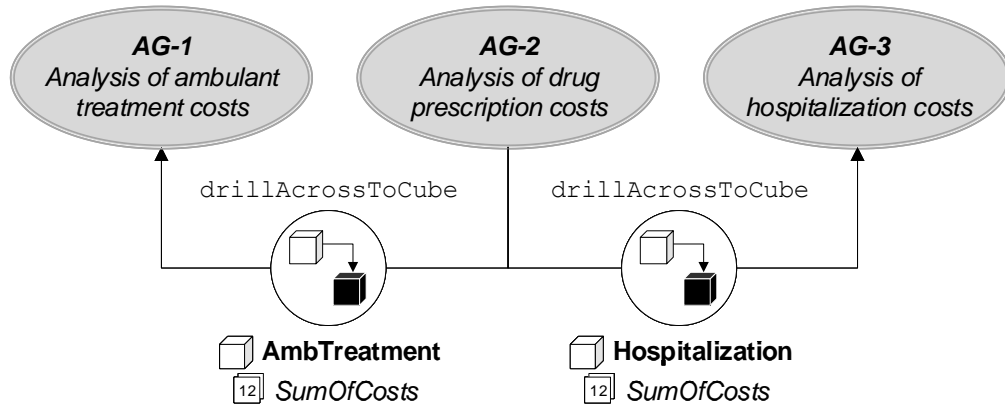 AG-1
Analysis of ambulant
treatment costs
AG-2
Analysis of drug
prescription costs
AG-3
Analysis of
hospitalization costs
drillAcrossToCube
drillAcrossToCube
AmbTreatment
12 SumOfCosts
Hospitalization
12 SumOfCosts